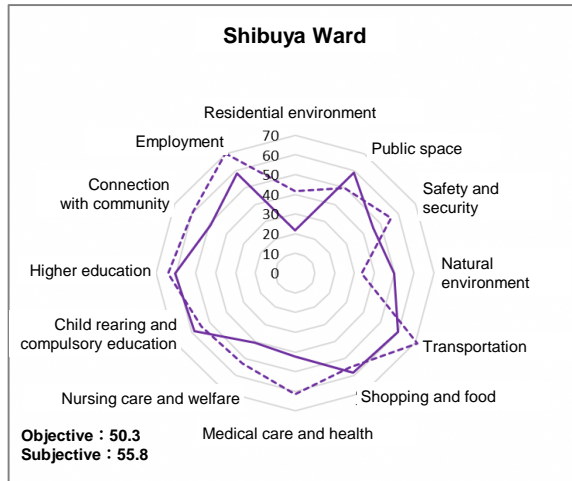 Shibuya Ward
Residential environment
Employment
70
Public space
60
Connection
with community
50
Safety and
security
40
30
20
10
Higher education
0
Natural
environment
Child rearing and
compulsory education
Transportation
Nursing care and welfare
Shopping and food
Medical care and health
Objective：50.3
Subjective：55.8